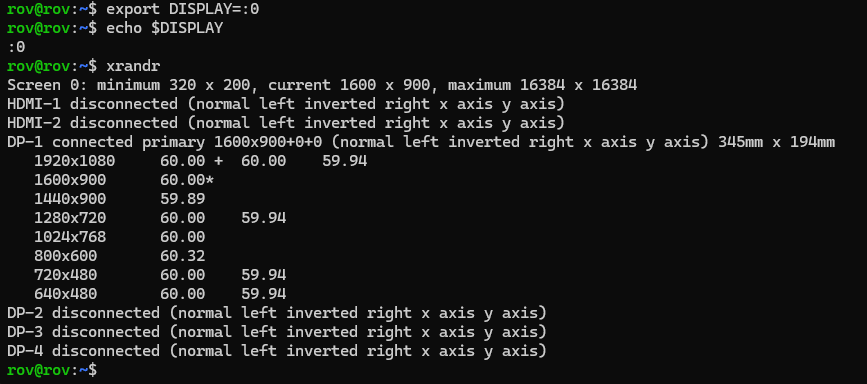 rov@rov:~$ export DISPLAY=:0
rov@rov:~$ echo $DISPLAY
:0
rov@rov:~$ xrandr
Screen 0: minimum 320 x 200, current 1600 x 900, maximum 16384 x 16384
HDMI-1 disconnected (normal left inverted right x axis y axis)
HDMI-2 disconnected (normal left inverted right x axis y axis)
DP-1 connected primary 1600x900+0+0 (normal left inverted right x axis y axis) 345mm x 194mm
   1920x1080     60.00 +  60.00    59.94
   1600x900      60.00*
   1440x900      59.89
   1280x720      60.00    59.94
   1024x768      60.00
   800x600       60.32
   720x480       60.00    59.94
   640x480       60.00    59.94
DP-2 disconnected (normal left inverted right x axis y axis)
DP-3 disconnected (normal left inverted right x axis y axis)
DP-4 disconnected (normal left inverted right x axis y axis)
rov@rov:~$